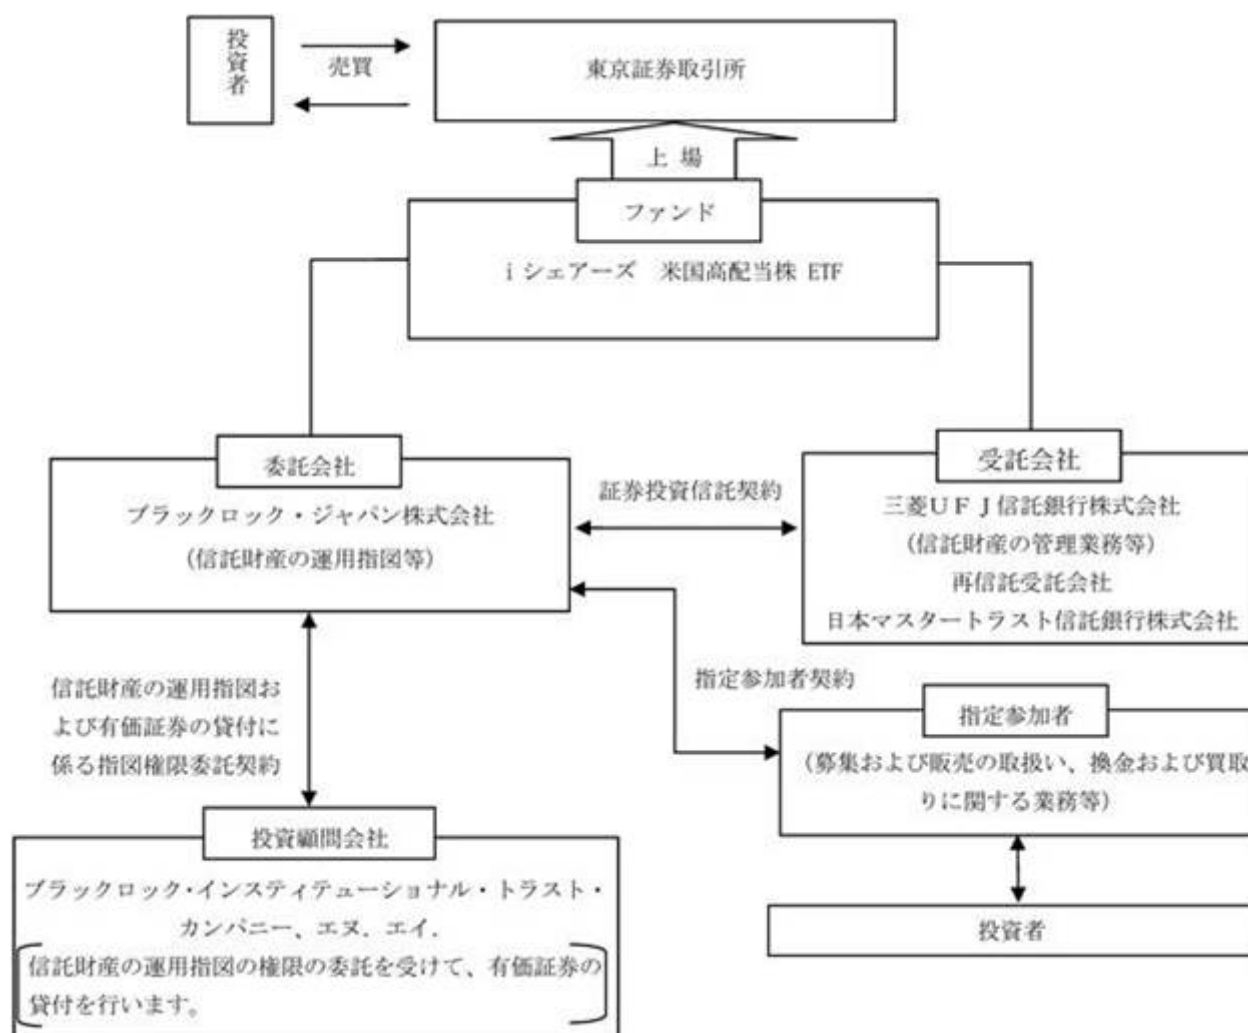 投資者
売買
東京証券取引所
上 場
ファンド
i シェアーズ　米国高配当株 ETF
委託会社
ブラックロック・ジャパン株式会社
(信託財産の運用指図等)
証券投資信託契約
受託会社
三菱ＵＦＪ信託銀行株式会社
(信託財産の管理業務等)
再信託受託会社
日本マスタートラスト信託銀行株式会社
信託財産の運用指図お
よび有価証券の貸付に
係る指図権限委託契約
指定参加者契約
指定参加者
(募集および販売の取扱い、換金および買取
りに関する業務等)
投資顧問会社
ブラックロック・インスティテューショナル・トラスト・
カンパニー、エヌ．エイ．
信託財産の運用指図の権限の委託を受けて、有価証券の
貸付を行います。
投資者